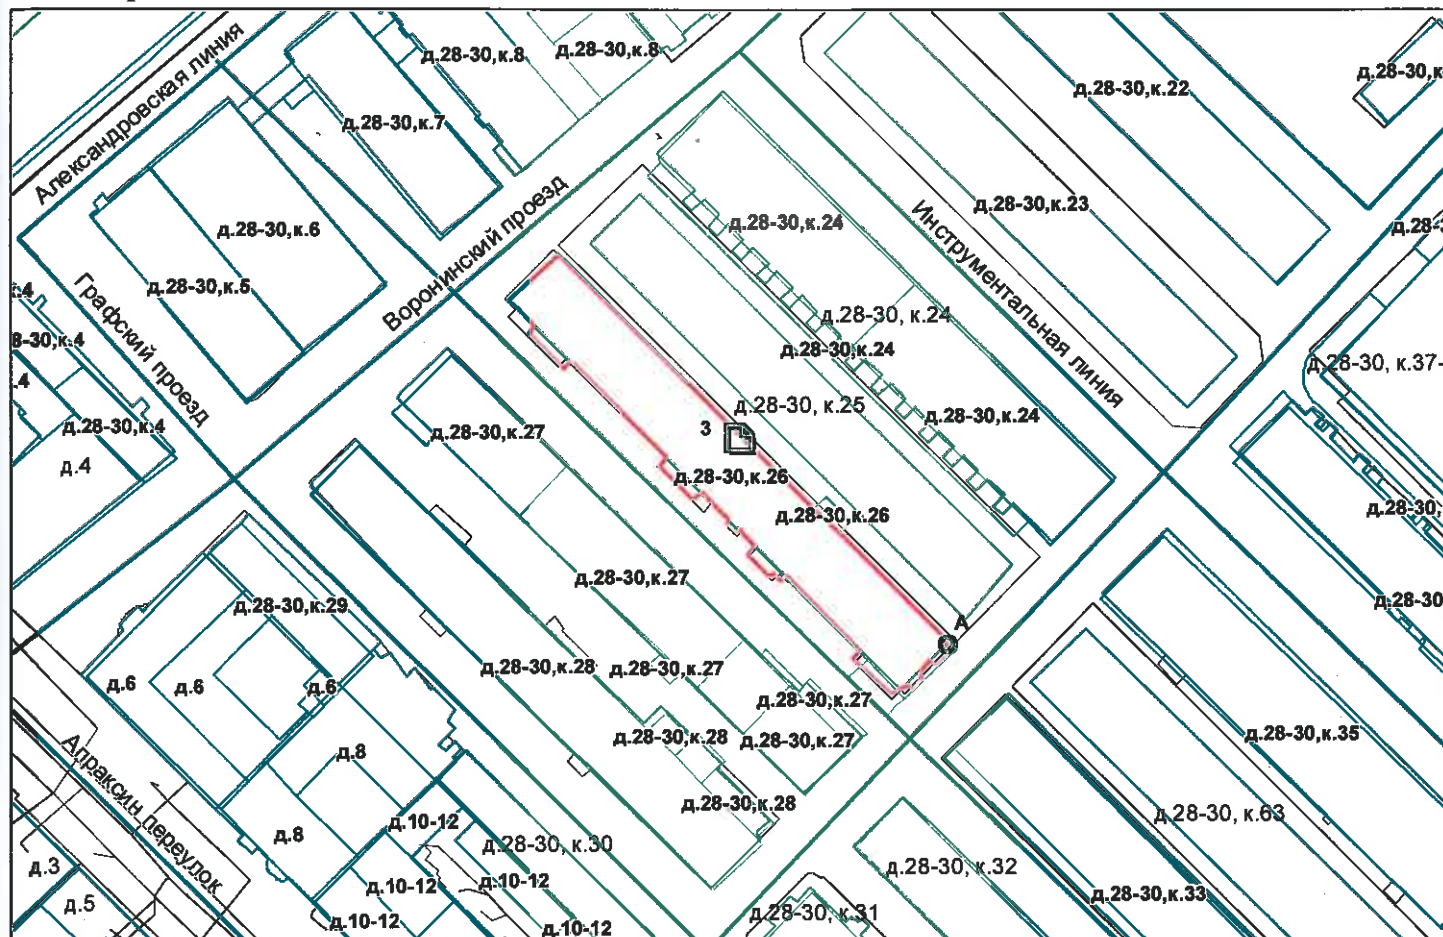 Александровская линия
д.28-30,к.8
д.28-30,к.8
д.28-30,к.22
д.28-30,к
д.28-30,к.7
Воронинский проезд
д.28-30,к.6
д.28-30,к.5
д.28-30,к.24
д.28-30,к.23
Инструментальная линия
Графский проезд
к.4
8-30,к.4
.4
д.28-30,к.4
д.4
д.28-30, к.24
д.28-30,к.24
д.28-30, к.37-
д.28-30, к.25
д.28-30,к.24
д.28-30,к.27
3
д.28-30,к.26
д.28-30,к.26
д.28-30,
д.28-30,к.27
д.28-30
д.28-30,к.29
А
д.28-30,к.28
д.28-30,к.27
д.6
д.6
д.6
д.28-30,к.27
д.28-30,к.28
д.28-30,к.27
д.28-30,к.35
д.8
Апраксин переулок
д.28-30,к.28
д.28-30, к.63
д.8
д.10-12
д.28-30, к.30
д.3
д.10-12
д.10-12
д.28-30, к.32
д.28-30,к.33
д.5
д.10-12
д.10-12
д.28-30, к.31